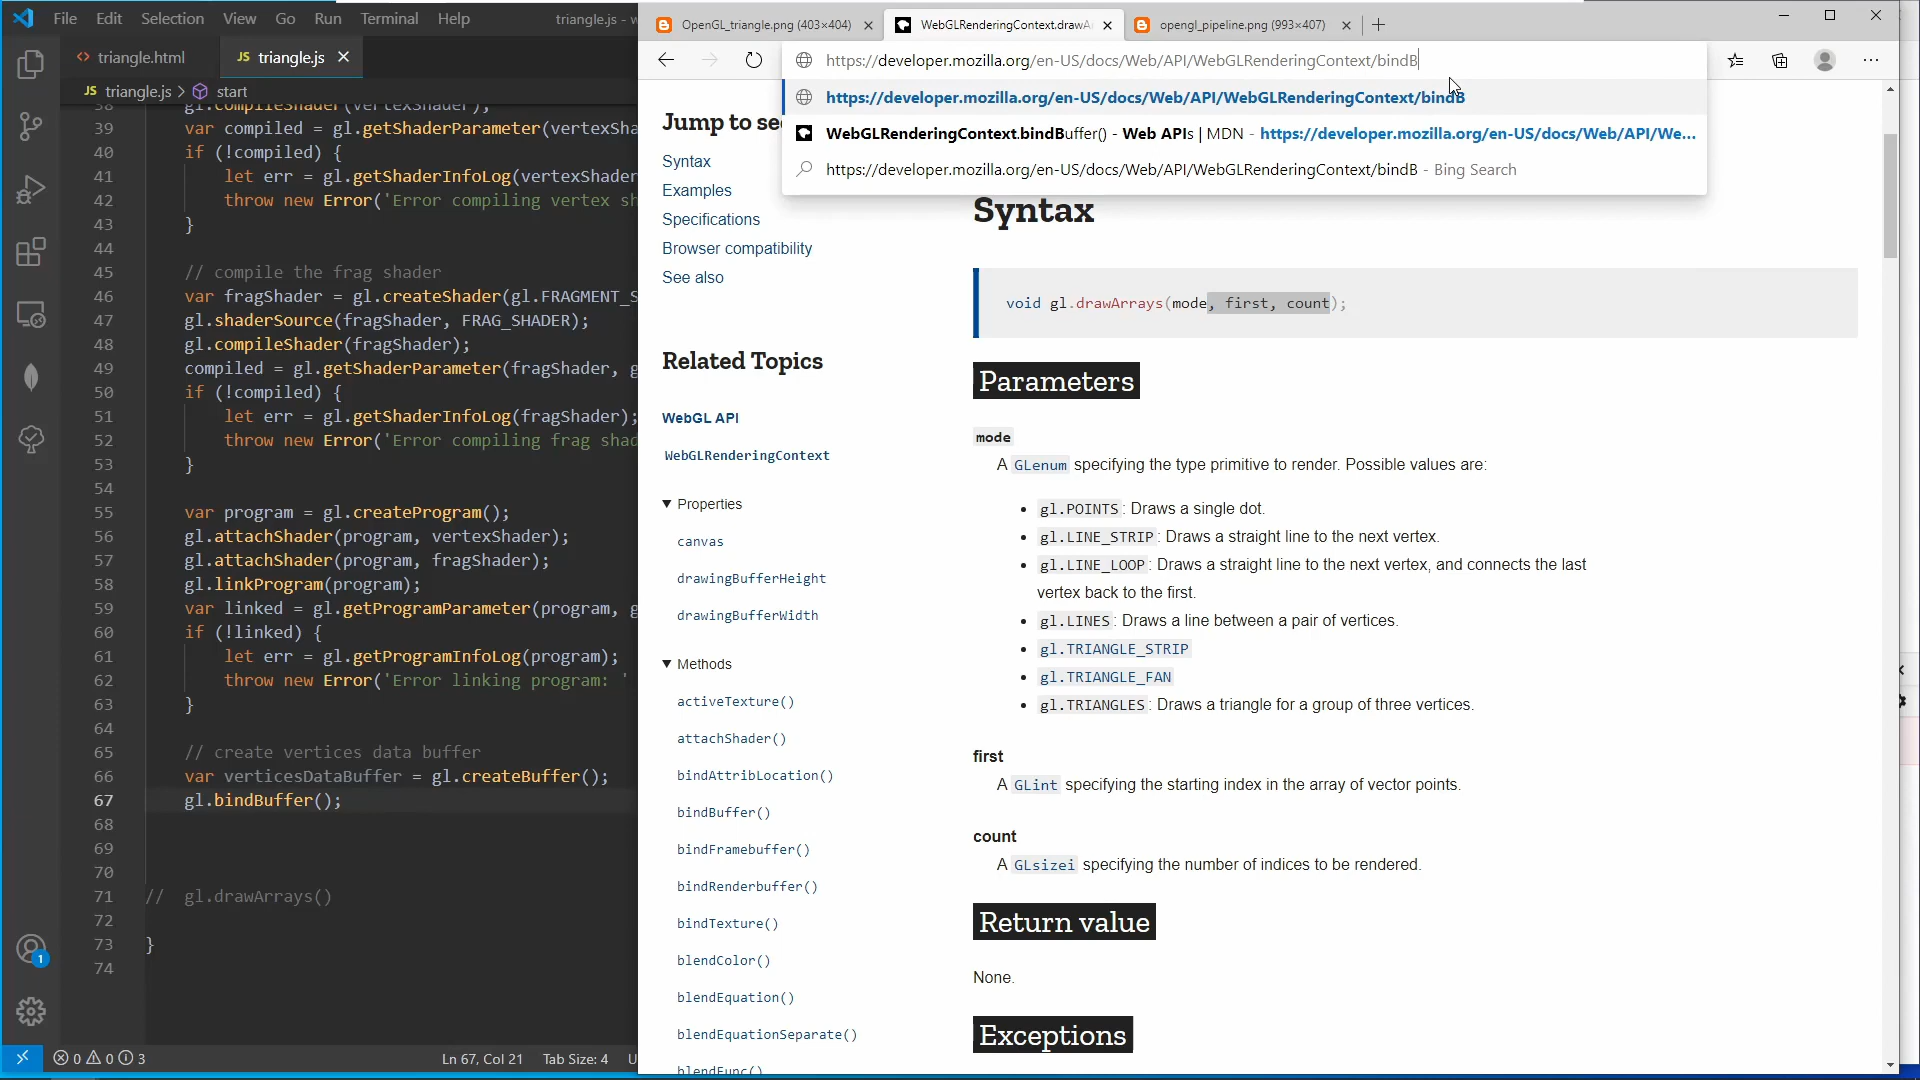 File Edit Selection View Go Run Terminal Help
triangle.js - w
triangle.html
JS triangle.js
JS triangle.js > start
38 gl.compileShader(vertexShader);
39 var compiled = gl.getShaderParameter(vertexSha
40 if (!compiled) {
41 let err = gl.getShaderInfoLog(vertexShader
42 throw new Error('Error compiling vertex sh
43 }
44
45 // compile the frag shader
46 var fragShader = gl.createShader(gl.FRAGMENT_S
47 gl.shaderSource(fragShader, FRAG_SHADER);
48 gl.compileShader(fragShader);
49 compiled = gl.getShaderParameter(fragShader, g
50 if (!compiled) {
51 let err = gl.getShaderInfoLog(fragShader);
52 throw new Error('Error compiling frag shad
53 }
54
55 var program = gl.createProgram();
56 gl.attachShader(program, vertexShader);
57 gl.attachShader(program, fragShader);
58 gl.linkProgram(program);
59 var linked = gl.getProgramParameter(program, g
60 if (!linked) {
61 let err = gl.getProgramInfoLog(program);
62 throw new Error('Error linking program: '
63 }
64
65 // create vertices data buffer
66 var verticesDataBuffer = gl.createBuffer();
67 gl.bindBuffer();
68
69
70
71 // gl.drawArrays()
72
73 }
74
1
0 0 3
Ln 67, Col 21 Tab Size: 4 U
OpenGL_triangle.png (403×404)
WebGLRenderingContext.drawA
opengl_pipeline.png (993×407)
https://developer.mozilla.org/en-US/docs/Web/API/WebGLRenderingContext/bindB
https://developer.mozilla.org/en-US/docs/Web/API/WebGLRenderingContext/bindB
WebGLRenderingContext.bindBuffer() - Web APIs | MDN - https://developer.mozilla.org/en-US/docs/Web/API/We...
https://developer.mozilla.org/en-US/docs/Web/API/WebGLRenderingContext/bindB - Bing Search
Jump to se
Syntax
Examples
Specifications
Browser compatibility
See also
Related Topics
WebGL API
WebGLRenderingContext
Properties
canvas
drawingBufferHeight
drawingBufferWidth
Methods
activeTexture()
attachShader()
bindAttribLocation()
bindBuffer()
bindFramebuffer()
bindRenderbuffer()
bindTexture()
blendColor()
blendEquation()
blendEquationSeparate()
blendFunc()
Syntax
void gl.drawArrays(mode, first, count);
Parameters
mode
A GLenum specifying the type primitive to render. Possible values are:
• gl.POINTS: Draws a single dot.
• gl.LINE_STRIP: Draws a straight line to the next vertex.
• gl.LINE_LOOP: Draws a straight line to the next vertex, and connects the last
vertex back to the first.
• gl.LINES: Draws a line between a pair of vertices.
• gl.TRIANGLE_STRIP
• gl.TRIANGLE_FAN
• gl.TRIANGLES: Draws a triangle for a group of three vertices.
first
A GLint specifying the starting index in the array of vector points.
count
A GLsizei specifying the number of indices to be rendered.
Return value
None.
Exceptions